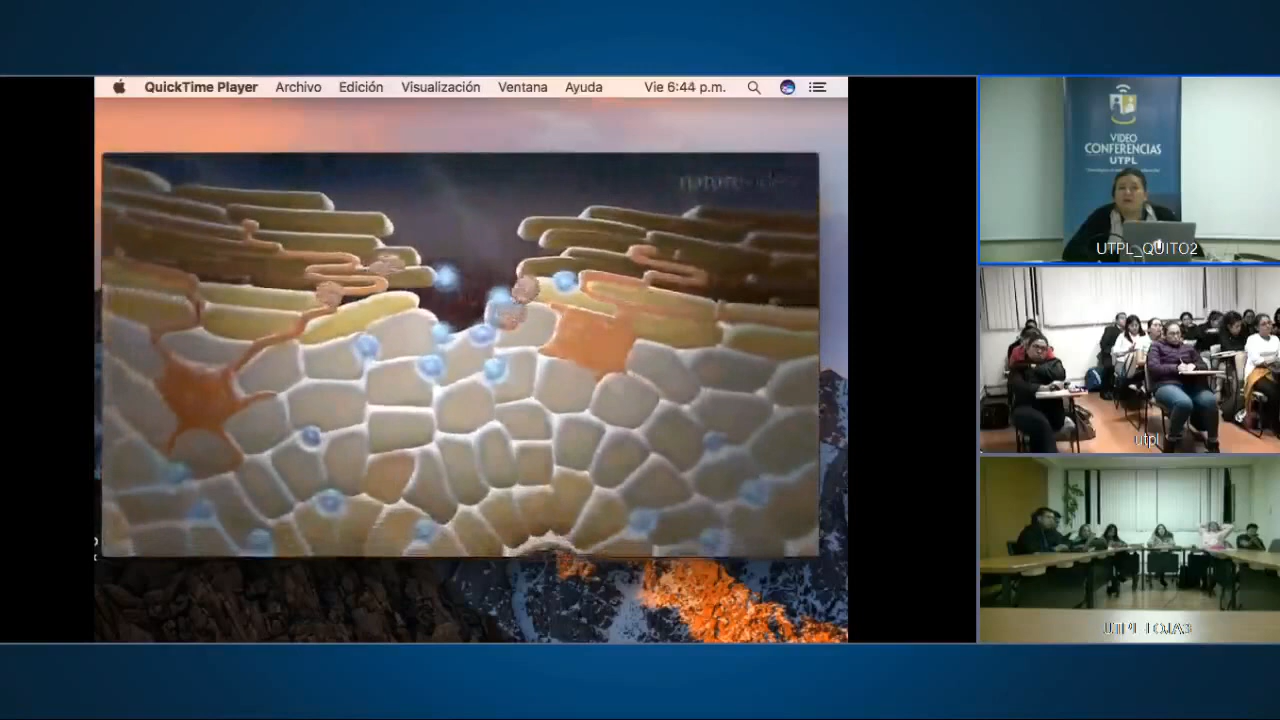 QuickTime Player Archivo Edición Visualización Ventana Ayuda Vie 6:44 p.m.
VIDEO
CONFERENCIAS
UTPL
UTPL_QUITO2
utpl